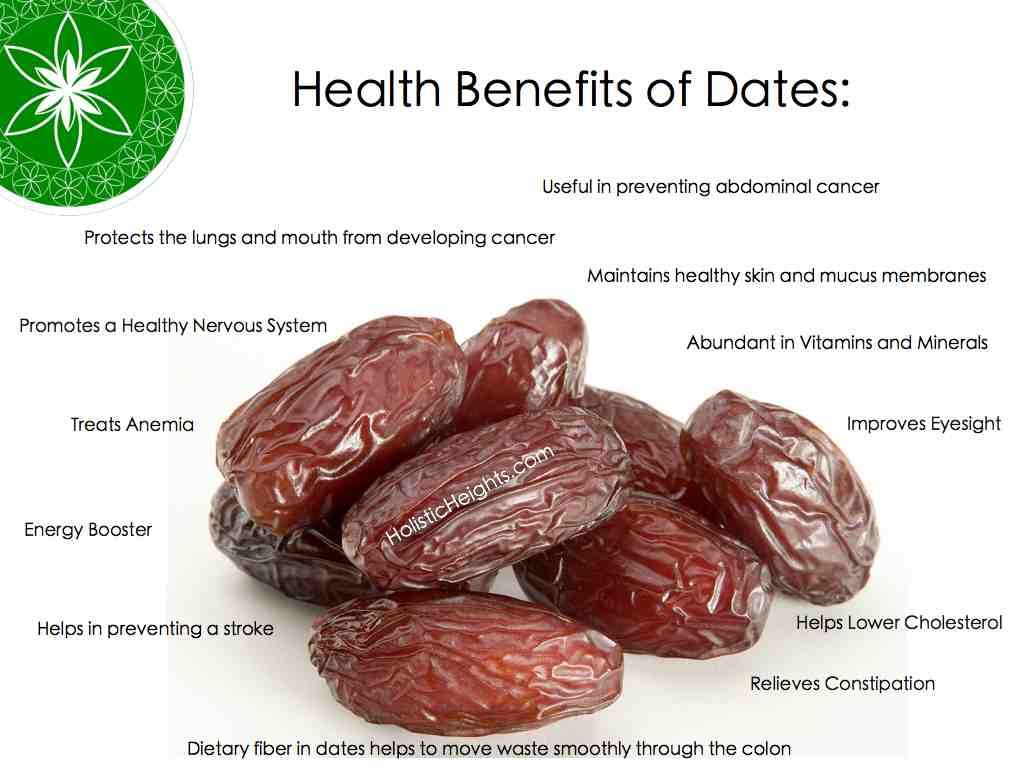 Health Benefits of Dates:
Useful in preventing abdominal cancer
Protects the lungs and mouth from developing cancer
Maintains healthy skin and mucus membranes
Promotes a Healthy Nervous System
Abundant in Vitamins and Minerals
Treats Anemia
Improves Eyesight
HolisticHeights.com
Energy Booster
Helps in preventing a stroke
Helps Lower Cholesterol
Relieves Constipation
Dietary fiber in dates helps to move waste smoothly through the colon